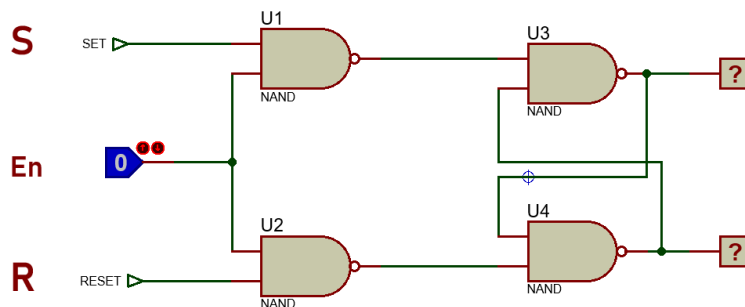 U1
S
SET
U3
?
NAND
NAND
En
0
U2
U4
?
R
RESET
NAND
NAND